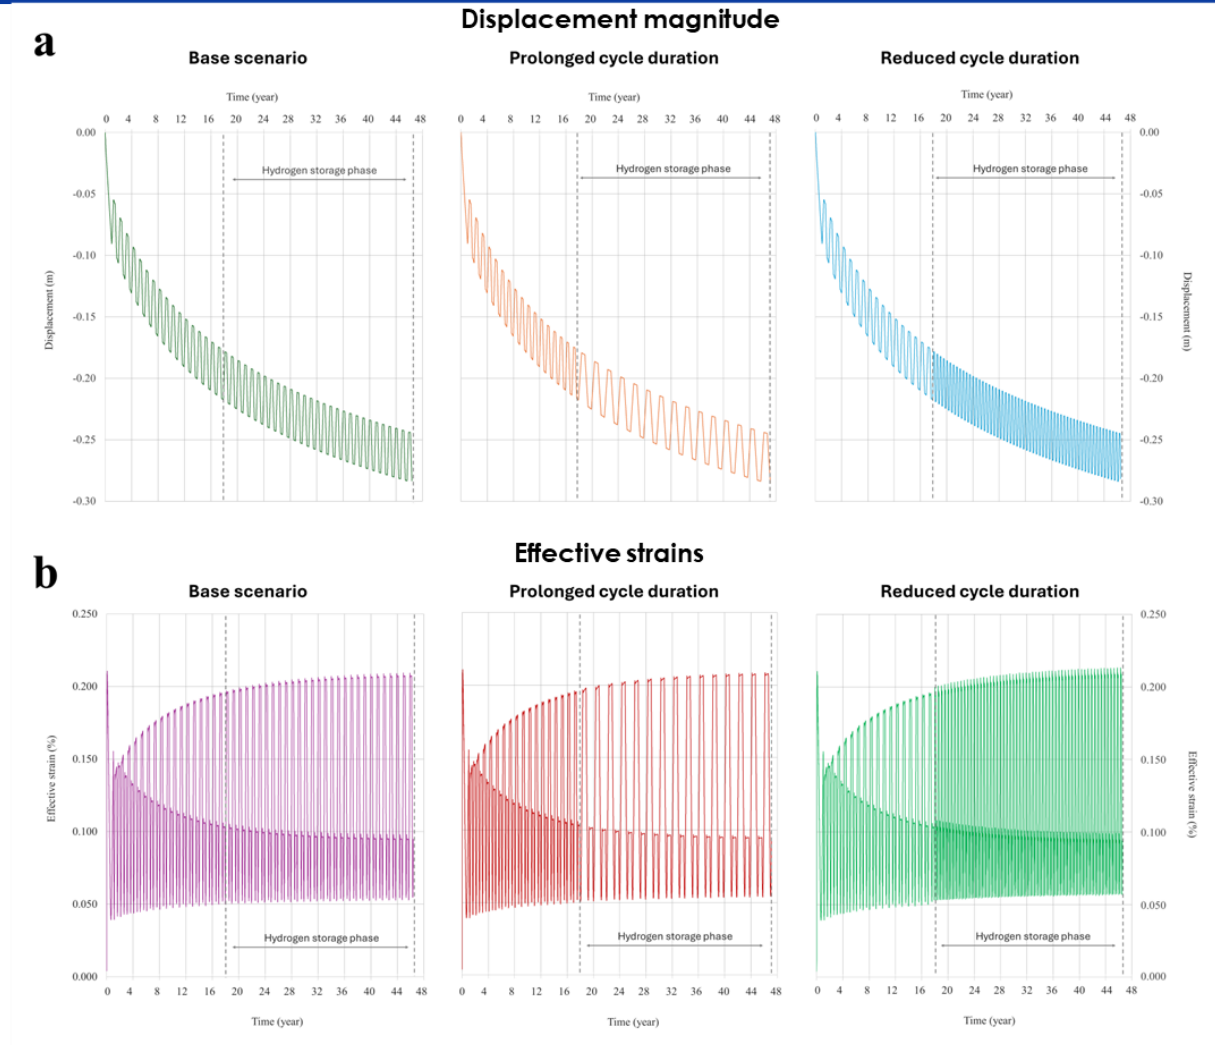 Displacement magnitude
a
Base scenario
Prolonged cycle duration
Reduced cycle duration
Time (year)
Time (year)
Time (year)
0 4 8 12 16 20 24 28 32 36 40 44 48
0 4 8 12 16 20 24 28 32 36 40 44 48
0 4 8 12 16 20 24 28 32 36 40 44 48
0.00
-0.05
-0.10
-0.15
-0.20
-0.25
-0.30
Displacement (m)
Hydrogen storage phase
Hydrogen storage phase
Hydrogen storage phase
0.00
-0.05
-0.10
-0.15
-0.20
-0.25
-0.30
Displacement (m)
Effective strains
b
Base scenario
Prolonged cycle duration
Reduced cycle duration
0.250
0.200
0.150
0.100
0.050
0.000
Effective strain (%)
Hydrogen storage phase
Hydrogen storage phase
Hydrogen storage phase
0.250
0.200
0.150
0.100
0.050
0.000
Effective strain (%)
0 4 8 12 16 20 24 28 32 36 40 44 48
0 4 8 12 16 20 24 28 32 36 40 44 48
0 4 8 12 16 20 24 28 32 36 40 44 48
Time (year)
Time (year)
Time (year)